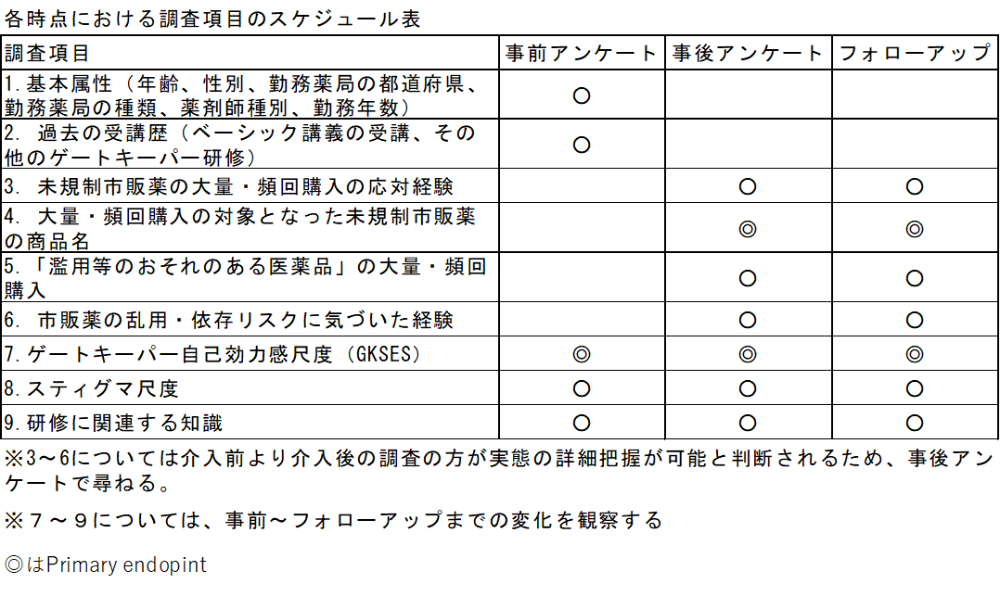 各時点における調査項目のスケジュール表
調査項目 事前アンケート 事後アンケート フォローアップ
1.基本属性（年齢、性別、勤務薬局の都道府県、
勤務薬局の種類、薬剤師種別、勤務年数） 〇
2. 過去の受講歴（ベーシック講義の受講、その
他のゲートキーパー研修） 〇
3. 未規制市販薬の大量・頻回購入の応対経験 〇 〇
4. 大量・頻回購入の対象となった未規制市販薬
の商品名 ◎ ◎
5.「濫用等のおそれのある医薬品」の大量・頻回
購入 〇 〇
6. 市販薬の乱用・依存リスクに気づいた経験 〇 〇
7.ゲートキーパー自己効力感尺度（GKSES） ◎ ◎ ◎
8.スティグマ尺度 〇 〇 〇
9.研修に関連する知識 〇 〇 〇
※3～6については介入前より介入後の調査の方が実態の詳細把握が可能と判断されるため、事後アン
ケートで尋ねる。
※７～９については、事前～フォローアップまでの変化を観察する
◎はPrimary endopint